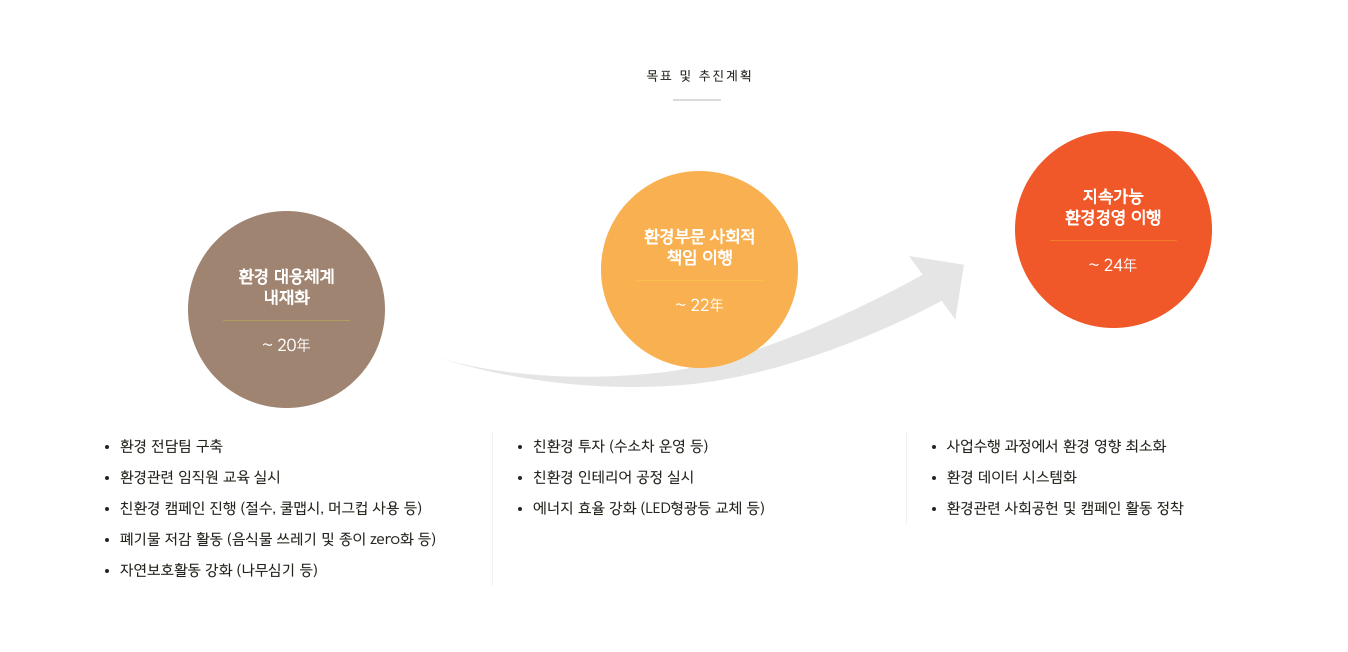 목표 및 추진계획
환경 대응체계
내재화
~ 20年
환경부문 사회적
책임 이행
~ 22年
지속가능
환경경영 이행
~ 24年
• 환경 전담팀 구축
• 환경관련 임직원 교육 실시
• 친환경 캠페인 진행 (절수, 쿨맵시, 머그컵 사용 등)
• 폐기물 저감 활동 (음식물 쓰레기 및 종이 zero화 등)
• 자연보호활동 강화 (나무심기 등)
• 친환경 투자 (수소차 운영 등)
• 친환경 인테리어 공정 실시
• 에너지 효율 강화 (LED형광등 교체 등)
• 사업수행 과정에서 환경 영향 최소화
• 환경 데이터 시스템화
• 환경관련 사회공헌 및 캠페인 활동 정착